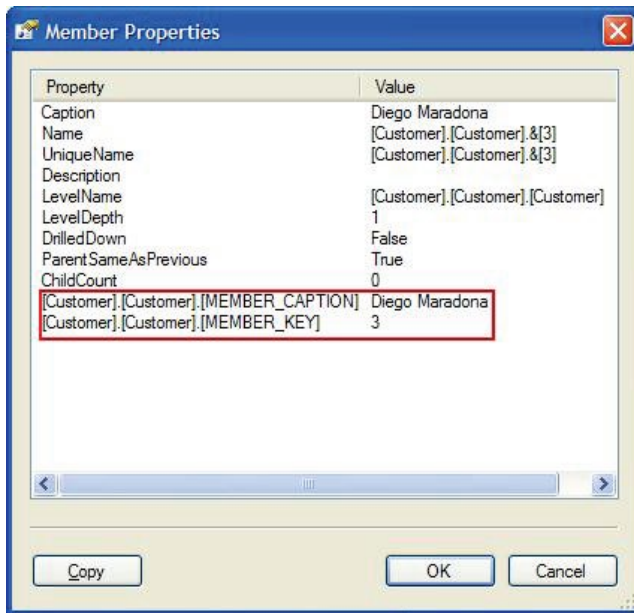 Member Properties
Property Value
Caption Diego Maradona
Name [Customer].[Customer].&[3]
UniqueName [Customer].[Customer].&[3]
Description
LevelName [Customer].[Customer].[Customer]
LevelDepth 1
DrilledDown False
ParentSameAsPrevious True
ChildCount 0
[Customer].[Customer].[MEMBER_CAPTION] Diego Maradona
[Customer].[Customer].[MEMBER_KEY] 3
Copy OK Cancel